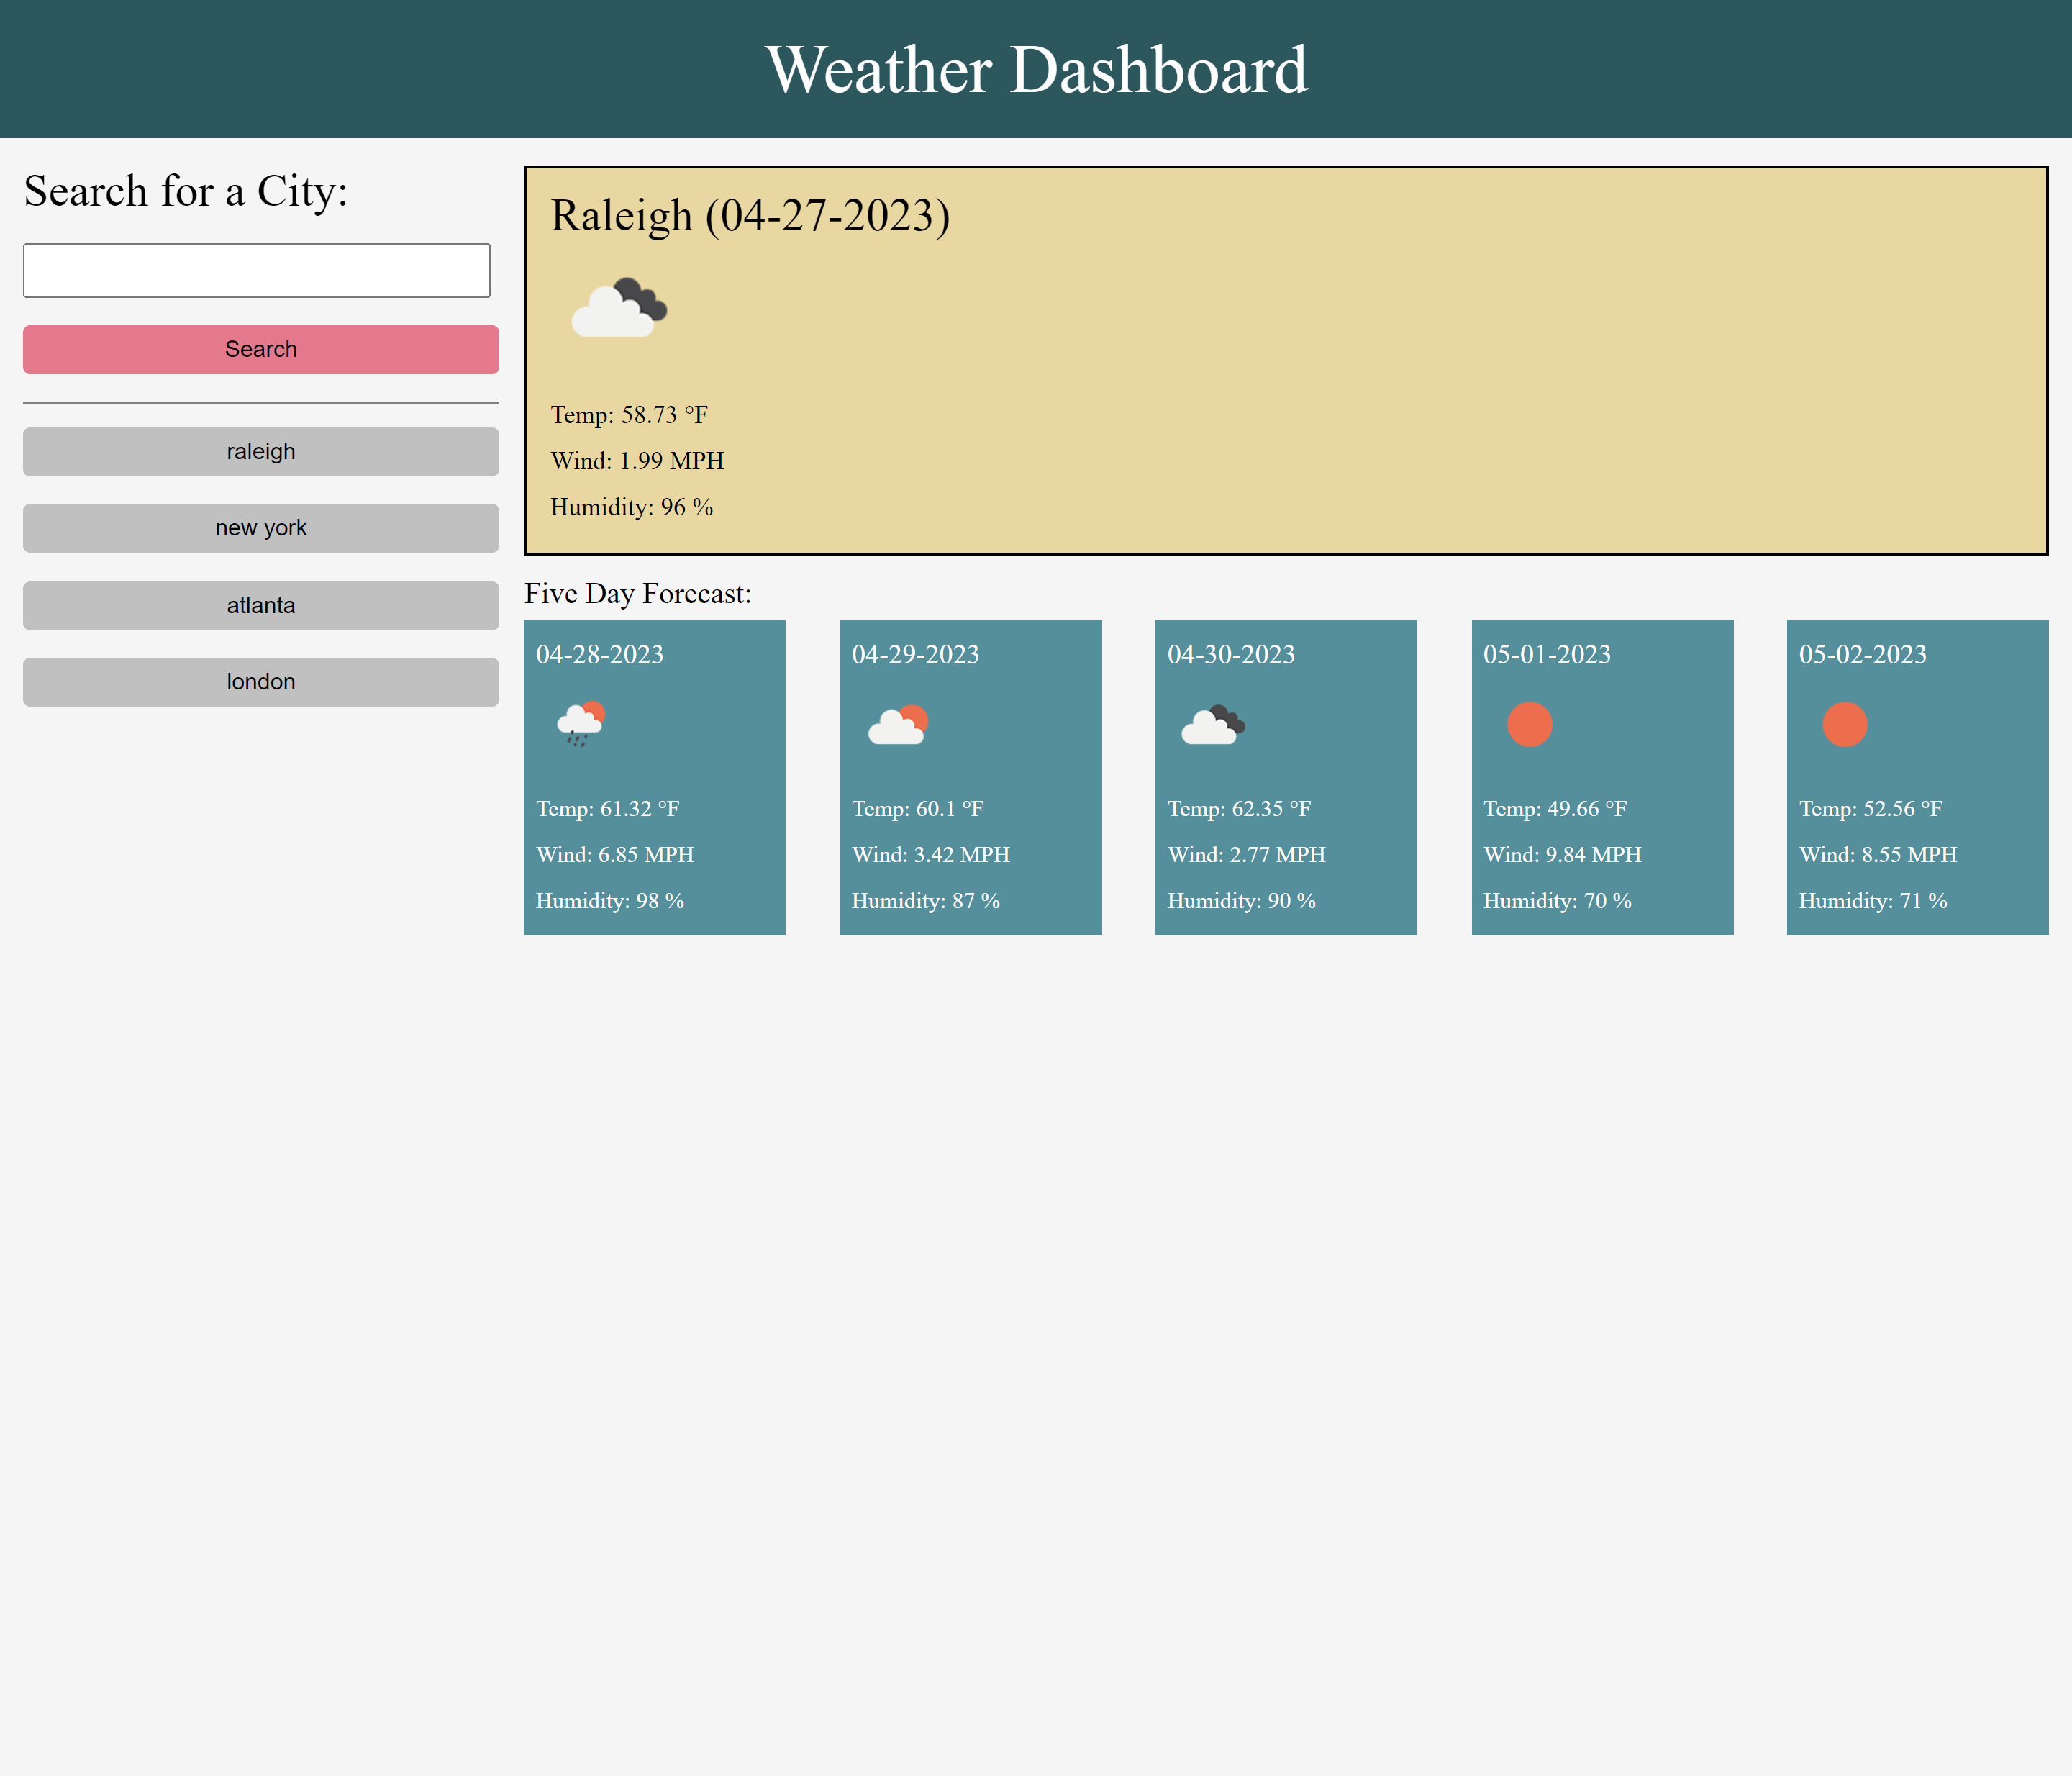 Weather Dashboard
Search for a City:
Search
raleigh
new york
atlanta
london
Raleigh (04-27-2023)
Temp: 58.73 °F
Wind: 1.99 MPH
Humidity: 96 %
Five Day Forecast:
04-28-2023
Temp: 61.32 °F
Wind: 6.85 MPH
Humidity: 98 %
04-29-2023
Temp: 60.1 °F
Wind: 3.42 MPH
Humidity: 87 %
04-30-2023
Temp: 62.35 °F
Wind: 2.77 MPH
Humidity: 90 %
05-01-2023
Temp: 49.66 °F
Wind: 9.84 MPH
Humidity: 70 %
05-02-2023
Temp: 52.56 °F
Wind: 8.55 MPH
Humidity: 71 %